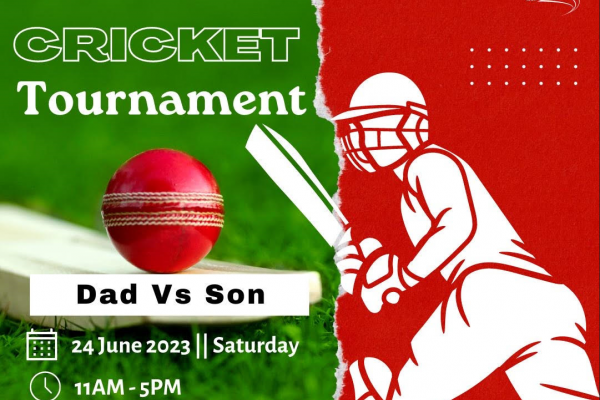 CRICKET
Tournament
Dad Vs Son
24 June 2023 || Saturday
11AM - 5PM